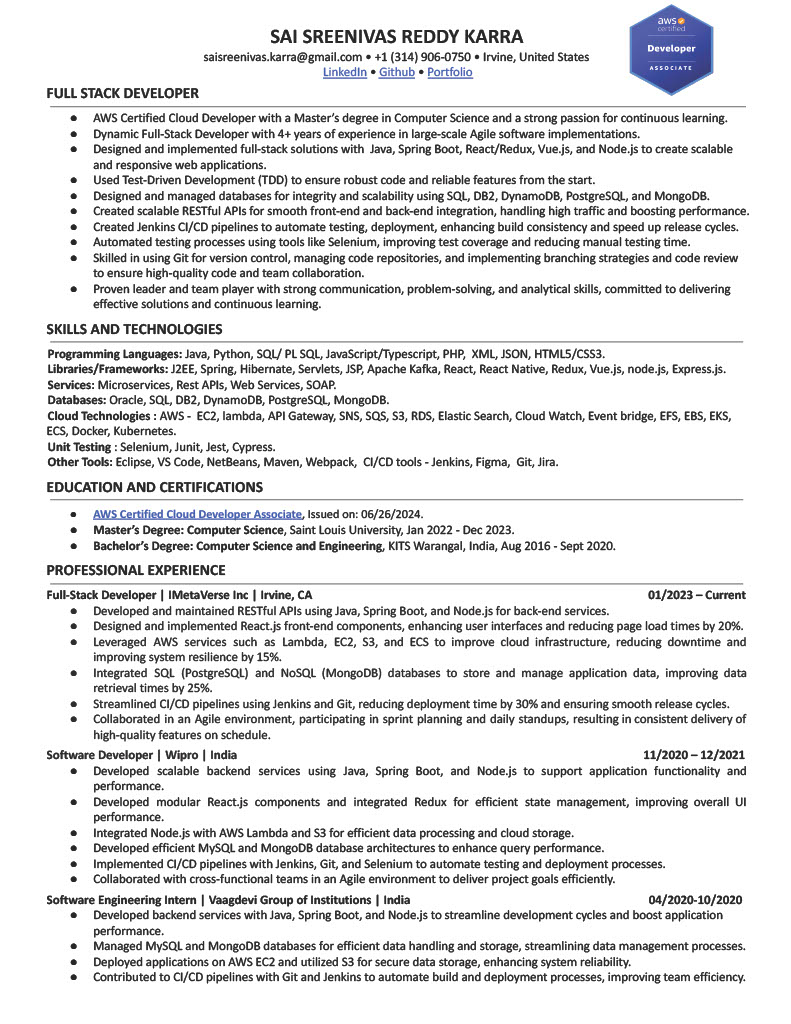 SAI SREENIVAS REDDY KARRA
saisreenivas.karra@gmail.com • +1 (314) 906-0750 • Irvine, United States
LinkedIn • Github • Portfolio
aws
certified
Developer
ASSOCIATE
FULL STACK DEVELOPER
● AWS Certified Cloud Developer with a Master's degree in Computer Science and a strong passion for continuous learning.
● Dynamic Full-Stack Developer with 4+ years of experience in large-scale Agile software implementations.
● Designed and implemented full-stack solutions with Java, Spring Boot, React/Redux, Vue.js, and Node.js to create scalable
and responsive web applications.
● Used Test-Driven Development (TDD) to ensure robust code and reliable features from the start.
● Designed and managed databases for integrity and scalability using SQL, DB2, DynamoDB, PostgreSQL, and MongoDB.
● Created scalable RESTful APIs for smooth front-end and back-end integration, handling high traffic and boosting performance.
● Created Jenkins CI/CD pipelines to automate testing, deployment, enhancing build consistency and speed up release cycles.
● Automated testing processes using tools like Selenium, improving test coverage and reducing manual testing time.
● Skilled in using Git for version control, managing code repositories, and implementing branching strategies and code review
to ensure high-quality code and team collaboration.
● Proven leader and team player with strong communication, problem-solving, and analytical skills, committed to delivering
effective solutions and continuous learning.
SKILLS AND TECHNOLOGIES
Programming Languages: Java, Python, SQL/ PL SQL, JavaScript/Typescript, PHP, XML, JSON, HTML5/CSS3.
Libraries/Frameworks: J2EE, Spring, Hibernate, Servlets, JSP, Apache Kafka, React, React Native, Redux, Vue.js, node.js, Express.js.
Services: Microservices, Rest APIs, Web Services, SOAP.
Databases: Oracle, SQL, DB2, DynamoDB, PostgreSQL, MongoDB.
Cloud Technologies : AWS - EC2, lambda, API Gateway, SNS, SQS, S3, RDS, Elastic Search, Cloud Watch, Event bridge, EFS, EBS, EKS,
ECS, Docker, Kubernetes.
Unit Testing : Selenium, Junit, Jest, Cypress.
Other Tools: Eclipse, VS Code, NetBeans, Maven, Webpack, CI/CD tools - Jenkins, Figma, Git, Jira.
EDUCATION AND CERTIFICATIONS
● AWS Certified Cloud Developer Associate, Issued on: 06/26/2024.
● Master's Degree: Computer Science, Saint Louis University, Jan 2022 - Dec 2023.
● Bachelor's Degree: Computer Science and Engineering, KITS Warangal, India, Aug 2016 - Sept 2020.
PROFESSIONAL EXPERIENCE
Full-Stack Developer | IMetaVerse Inc | Irvine, CA 01/2023 – Current
● Developed and maintained RESTful APIs using Java, Spring Boot, and Node.js for back-end services.
● Designed and implemented React.js front-end components, enhancing user interfaces and reducing page load times by 20%.
● Leveraged AWS services such as Lambda, EC2, S3, and ECS to improve cloud infrastructure, reducing downtime and
improving system resilience by 15%.
● Integrated SQL (PostgreSQL) and NoSQL (MongoDB) databases to store and manage application data, improving data
retrieval times by 25%.
● Streamlined CI/CD pipelines using Jenkins and Git, reducing deployment time by 30% and ensuring smooth release cycles.
● Collaborated in an Agile environment, participating in sprint planning and daily standups, resulting in consistent delivery of
high-quality features on schedule.
Software Developer | Wipro | India 11/2020 – 12/2021
● Developed scalable backend services using Java, Spring Boot, and Node.js to support application functionality and
performance.
● Developed modular React.js components and integrated Redux for efficient state management, improving overall UI
performance.
● Integrated Node.js with AWS Lambda and S3 for efficient data processing and cloud storage.
● Developed efficient MySQL and MongoDB database architectures to enhance query performance.
● Implemented CI/CD pipelines with Jenkins, Git, and Selenium to automate testing and deployment processes.
● Collaborated with cross-functional teams in an Agile environment to deliver project goals efficiently.
Software Engineering Intern | Vaagdevi Group of Institutions | India 04/2020-10/2020
● Developed backend services with Java, Spring Boot, and Node.js to streamline development cycles and boost application
performance.
● Managed MySQL and MongoDB databases for efficient data handling and storage, streamlining data management processes.
● Deployed applications on AWS EC2 and utilized S3 for secure data storage, enhancing system reliability.
● Contributed to CI/CD pipelines with Git and Jenkins to automate build and deployment processes, improving team efficiency.